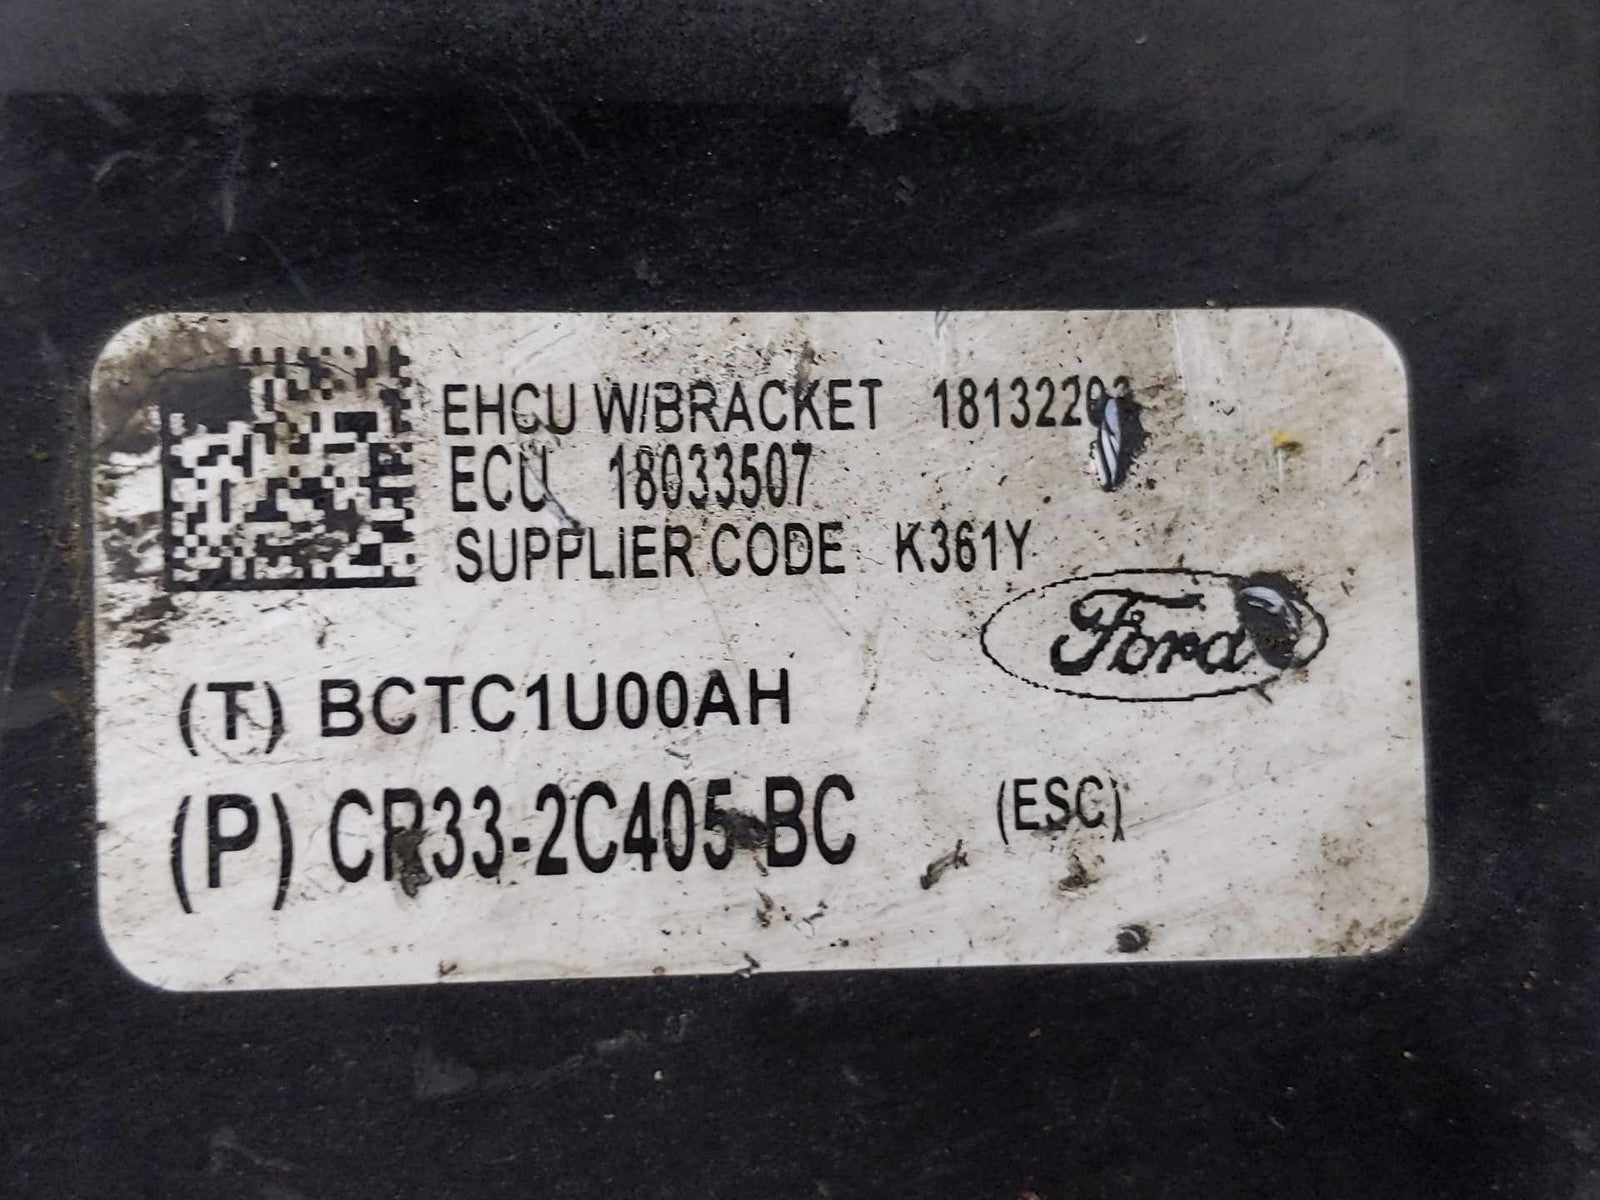 EHCU W/BRACKET
ECU 18033507
SUPPLIER CODE K361Y
Ford
(T) BCTC1U00AH
(P) CR33-2C405-BC (ESC)